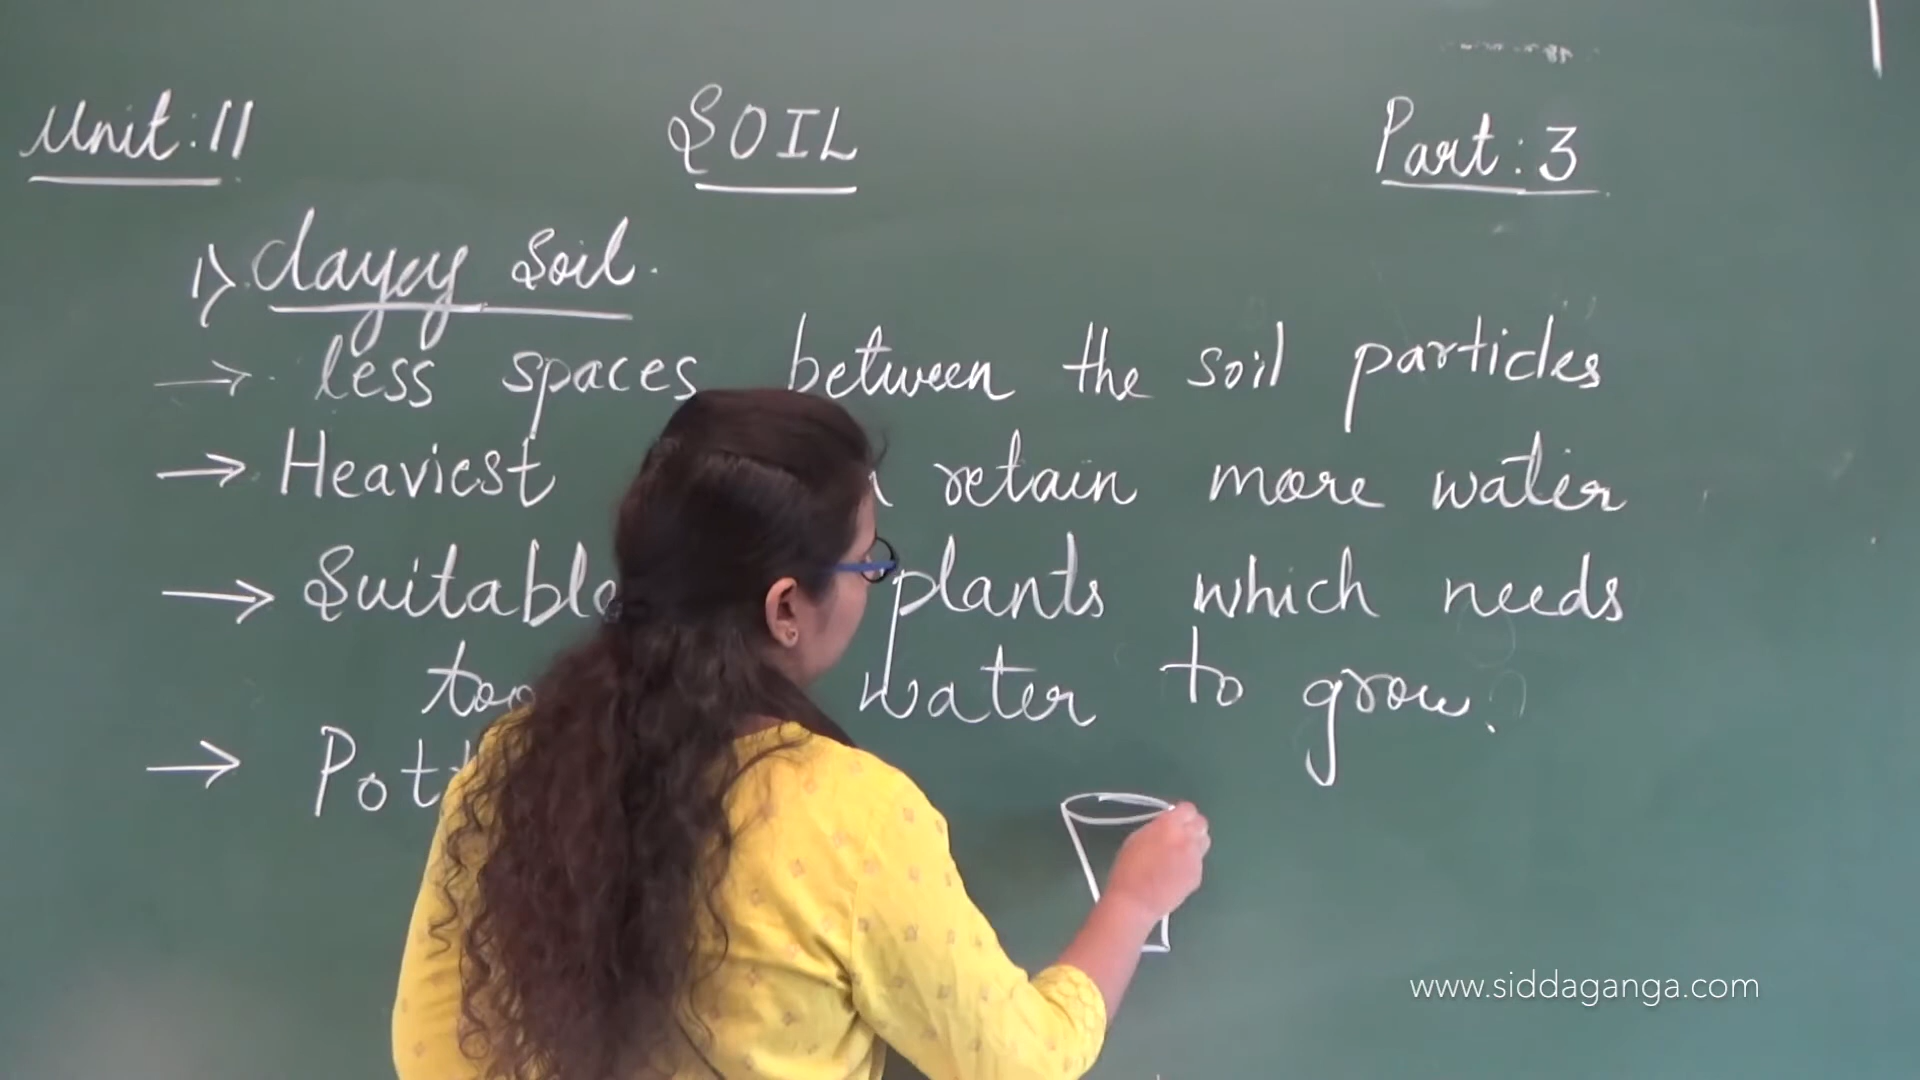 Unit: 11 SOIL Part: 3
1) Clayey Soil.
→ less spaces between the soil particles
→ Heaviest retain more water
→ Suitable plants which needs
water to grow.
→
www.siddaganga.com